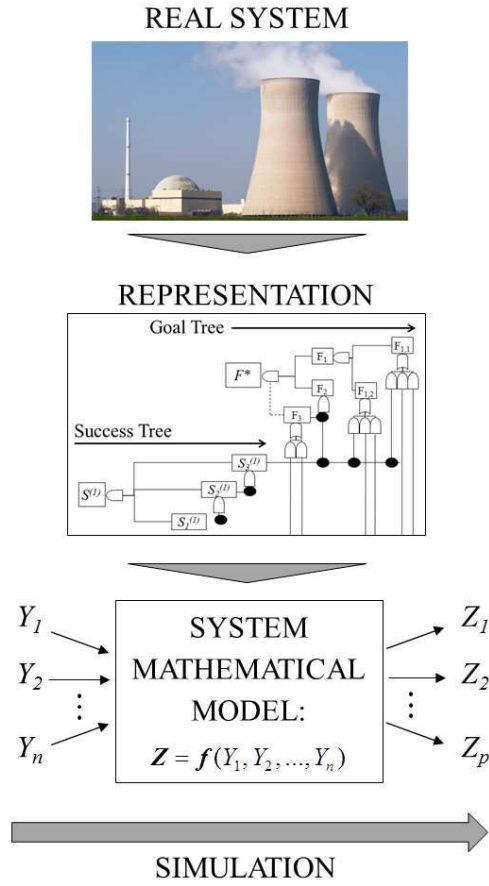 REAL SYSTEM
REPRESENTATION
Goal Tree
F1,1
F1
F*
F2
F1,2
F3
Success Tree
S3(1)
S2(1)
S(1)
S1(1)
Y1
Z1
SYSTEM
Y2
MATHEMATICAL
Z2
MODEL:
Yn
Z = f(Y1, Y2, ..., Yn)
Zp
SIMULATION